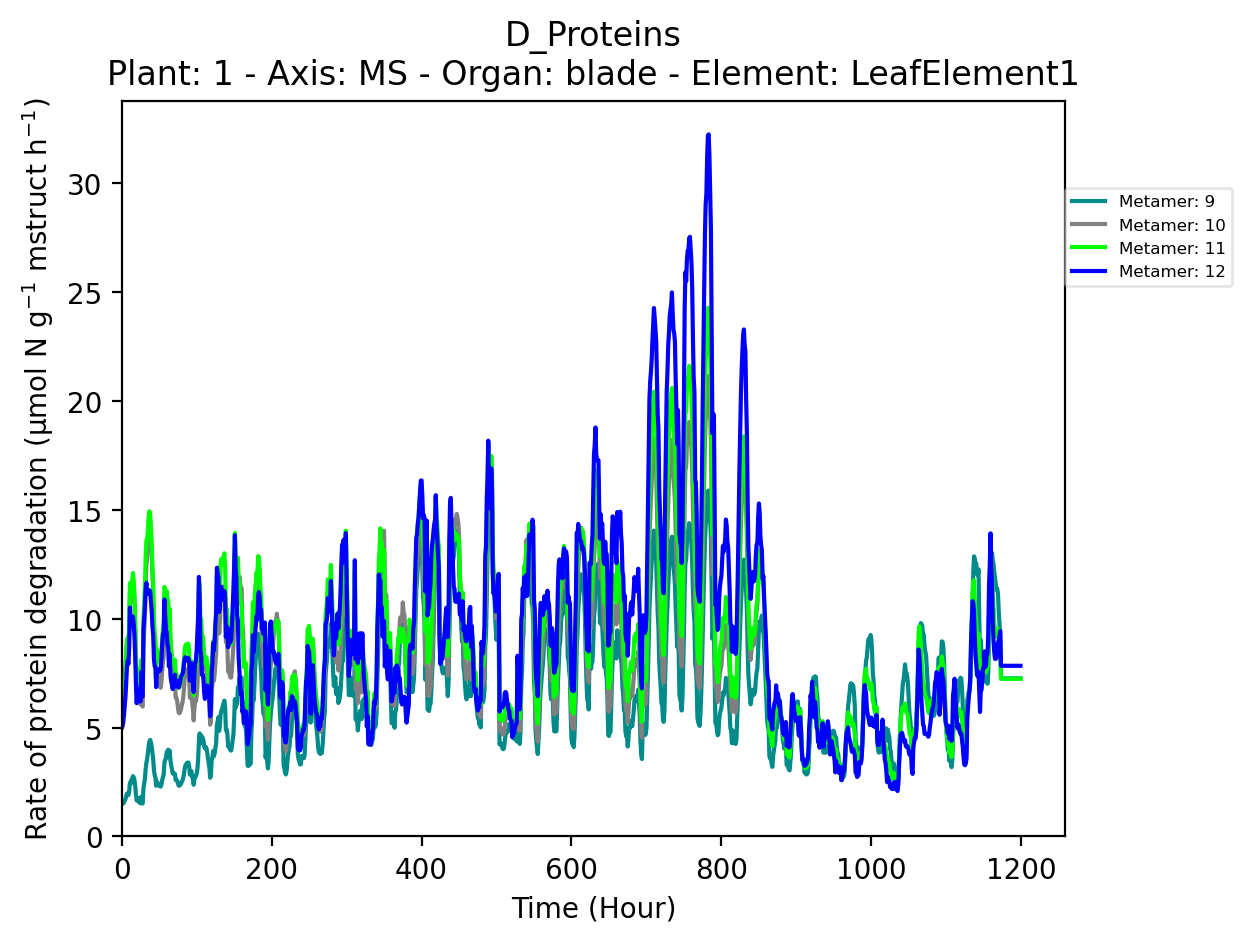 D_Proteins
Plant: 1 - Axis: MS - Organ: blade - Element: LeafElement1
Rate of protein degradation (µmol N g⁻¹ mstruct h⁻¹)
30
25
20
15
10
5
0
0 200 400 600 800 1000 1200
Time (Hour)
Metamer: 9
Metamer: 10
Metamer: 11
Metamer: 12